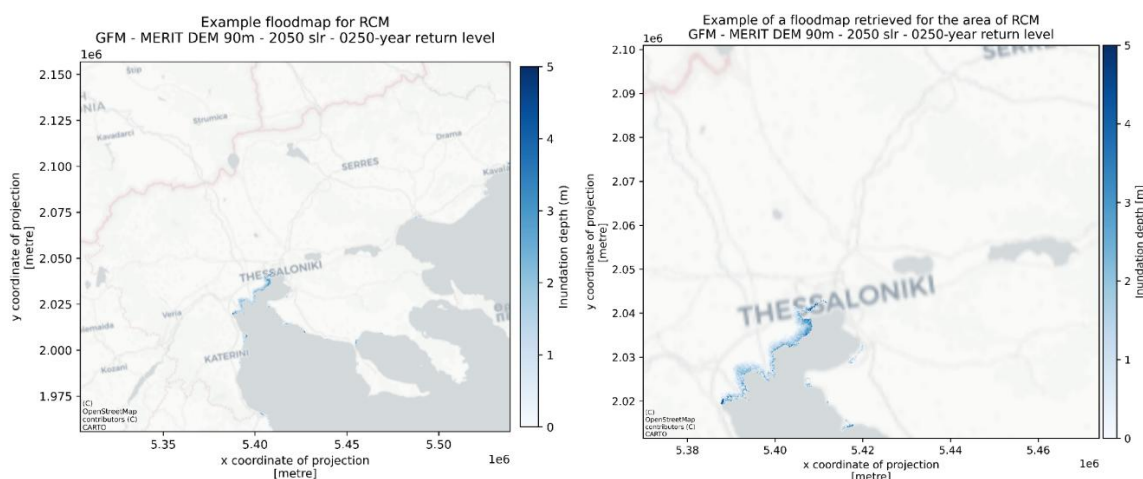 Example floodmap for RCM
GFM - MERIT DEM 90m - 2050 slr - 0250-year return level
1e6
2.150
2.125
2.100
2.075
2.050
2.025
2.000
1.975
y coordinate of projection
[metre]
Štip
ONIA
Kavadarci
Strumica
Drama
SERRES
Kavala
THESSALONIKI
Veria
KATERINI
Kozani
(C)
OpenStreetMap
contributors (C)
CARTO
5.35
5.40
5.45
5.50
1e6
x coordinate of projection
[metre]
5
4
3
2
1
0
Inundation depth (m)
Example of a floodmap retrieved for the area of RCM
GFM - MERIT DEM 90m - 2050 slr - 0250-year return level
1e6
2.10
2.09
2.08
2.07
2.06
2.05
2.04
2.03
2.02
y coordinate of projection
[metre]
SERRES
THESSALONIKI
(C)
OpenStreetMap
contributors (C)
CARTO
5.38
5.40
5.42
5.44
5.46
1e6
x coordinate of projection
[metre]
5
4
3
2
1
0
Inundation depth [m]